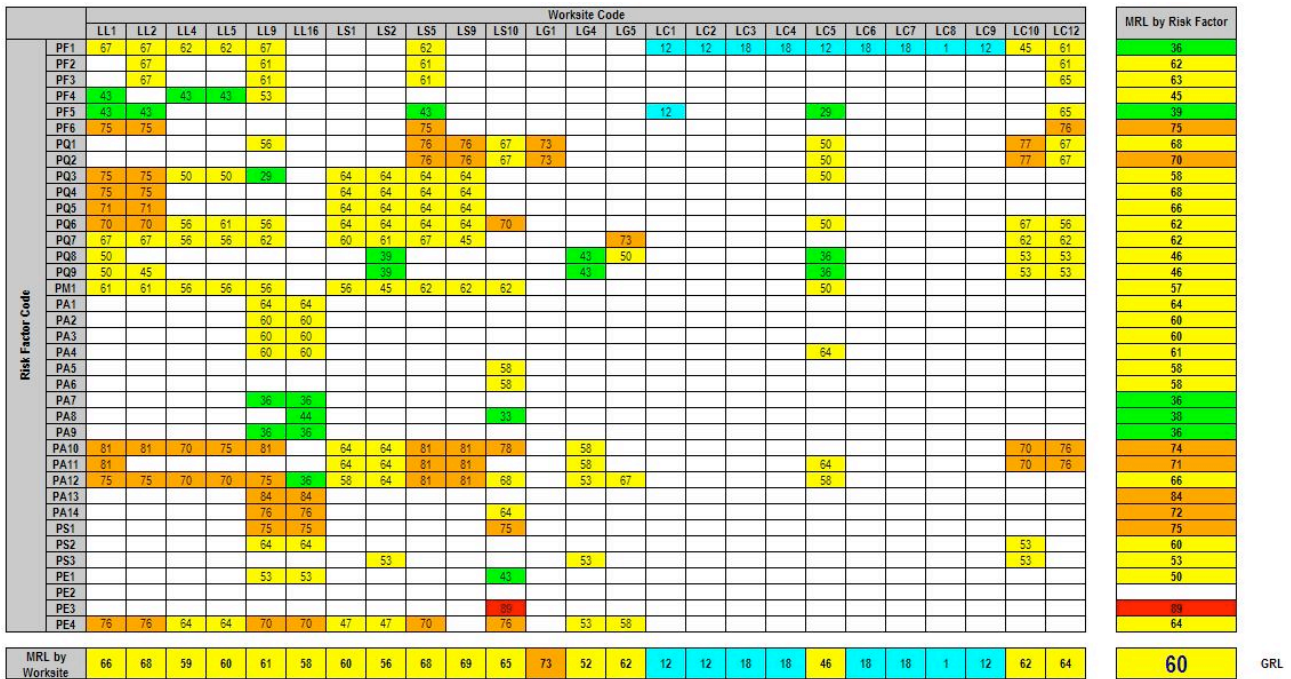 Worksite Code
MRL by Risk Factor
LL1 LL2 LL4 LL5 LL9 LL16 LS1 LS2 LS5 LS9 LS10 LG1 LG4 LG5 LC1 LC2 LC3 LC4 LC5 LC6 LC7 LC8 LC9 LC10 LC12
Risk Factor Code
PF1 67 67 62 62 67 62 12 12 18 18 12 18 18 1 12 45 61 36
PF2 67 61 61 61 62
PF3 67 61 61 65 63
PF4 43 43 43 53 45
PF5 43 43 43 12 29 65 39
PF6 75 75 75 76 75
PQ1 56 76 76 67 73 50 77 67 68
PQ2 76 76 67 73 50 77 67 70
PQ3 75 75 50 50 29 64 64 64 64 50 58
PQ4 75 75 64 64 64 64 68
PQ5 71 71 64 64 64 64 66
PQ6 70 70 56 61 56 64 64 64 64 70 50 67 56 62
PQ7 67 67 56 56 62 60 61 67 45 73 62 62 62
PQ8 50 39 43 50 36 53 53 46
PQ9 50 45 39 43 36 53 53 46
PM1 61 61 56 56 56 56 45 62 62 62 50 57
PA1 64 64 64
PA2 60 60 60
PA3 60 60 60
PA4 60 60 64 61
PA5 58 58
PA6 58 58
PA7 36 36 36
PA8 44 33 38
PA9 36 36 36
PA10 81 81 70 75 81 64 64 81 81 78 58 70 76 74
PA11 81 64 64 81 81 58 64 70 76 71
PA12 75 75 70 70 75 36 58 64 81 81 68 53 67 58 66
PA13 84 84 84
PA14 76 76 64 72
PS1 75 75 75 75
PS2 64 64 53 60
PS3 53 53 53 53
PE1 53 53 43 50
PE2
PE3 89 89
PE4 76 76 64 64 70 70 47 47 70 76 53 58 64
MRL by Worksite 66 68 59 60 61 58 60 56 68 69 65 73 52 62 12 12 18 18 46 18 18 1 12 62 64 60 GRL